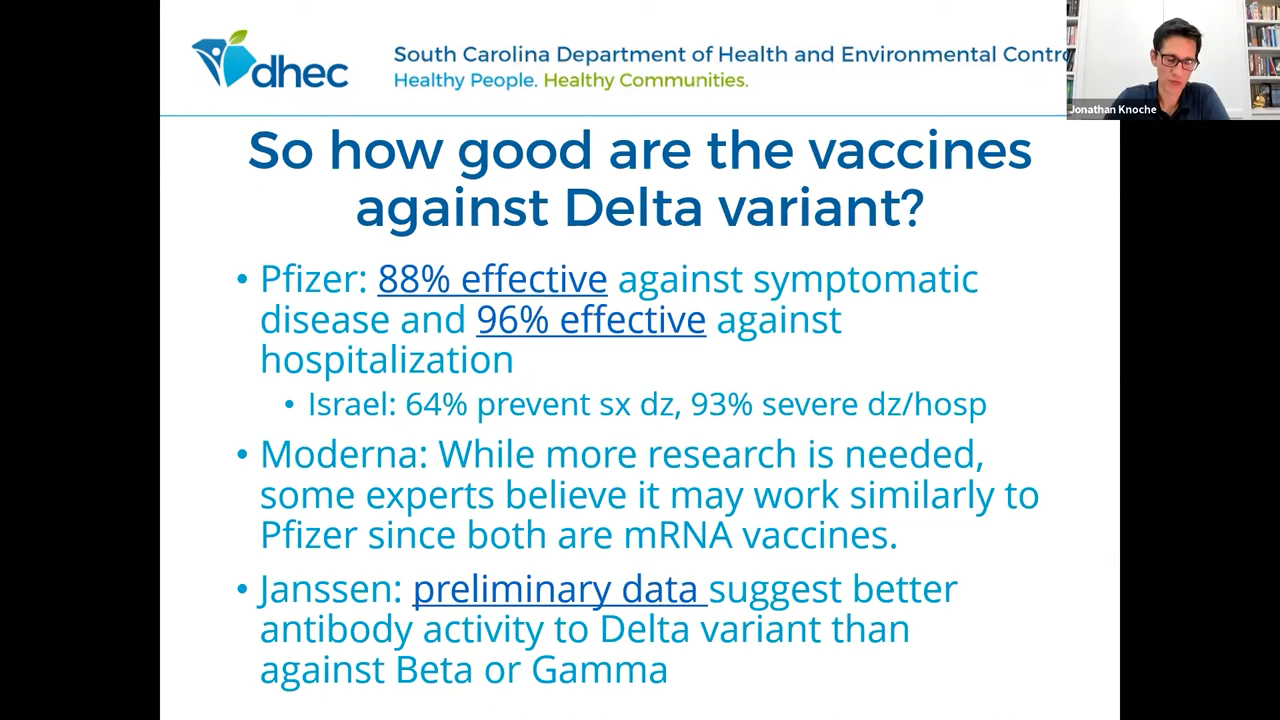 dhec
South Carolina Department of Health and Environmental Contro
Healthy People. Healthy Communities.
Jonathan Knoche
So how good are the vaccines
against Delta variant?
• Pfizer: 88% effective against symptomatic
disease and 96% effective against
hospitalization
• Israel: 64% prevent sx dz, 93% severe dz/hosp
• Moderna: While more research is needed,
some experts believe it may work similarly to
Pfizer since both are mRNA vaccines.
• Janssen: preliminary data suggest better
antibody activity to Delta variant than
against Beta or Gamma